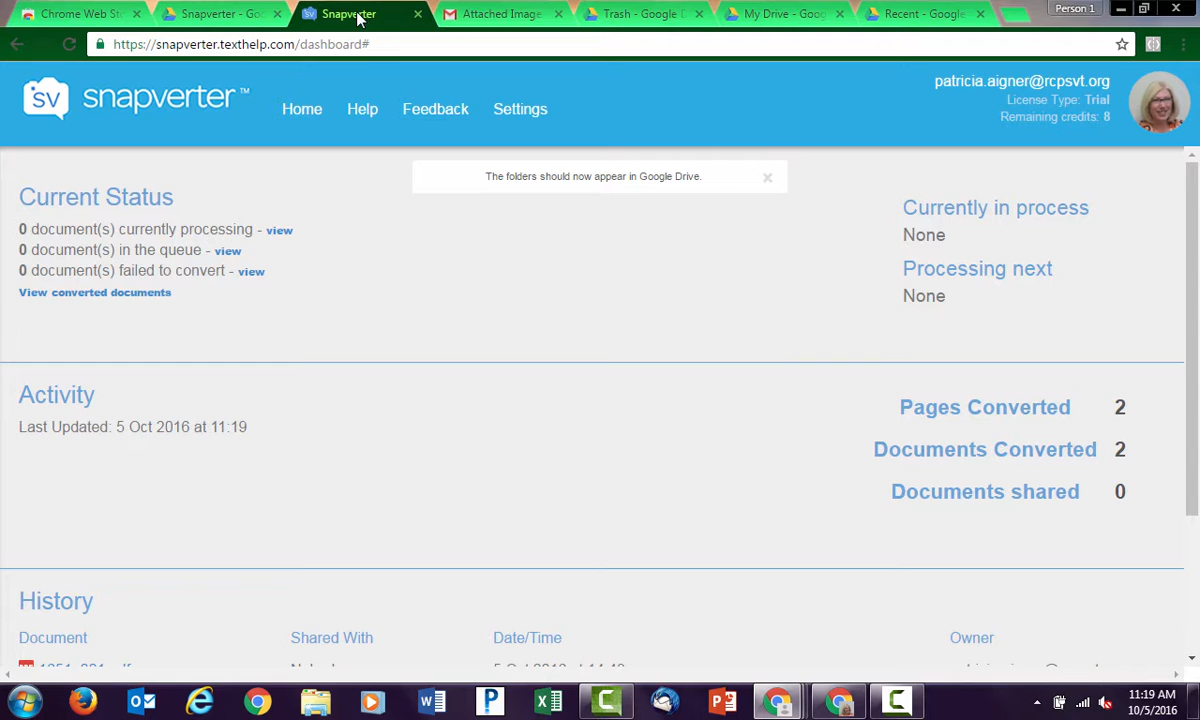 Chrome Web St
Snapverter - Goo
Snapverter
Attached Image
Trash - Google D
My Drive - Goog
Recent - Google
Person 1
https://snapverter.texthelp.com/dashboard#
sv snapverter™
Home
Help
Feedback
Settings
patricia.aigner@rcpsvt.org
License Type: Trial
Remaining credits: 8
The folders should now appear in Google Drive.
Current Status
0 document(s) currently processing - view
0 document(s) in the queue - view
0 document(s) failed to convert - view
View converted documents
Currently in process
None
Processing next
None
Activity
Last Updated: 5 Oct 2016 at 11:19
Pages Converted 2
Documents Converted 2
Documents shared 0
History
Document
Shared With
Date/Time
Owner
11:19 AM
10/5/2016